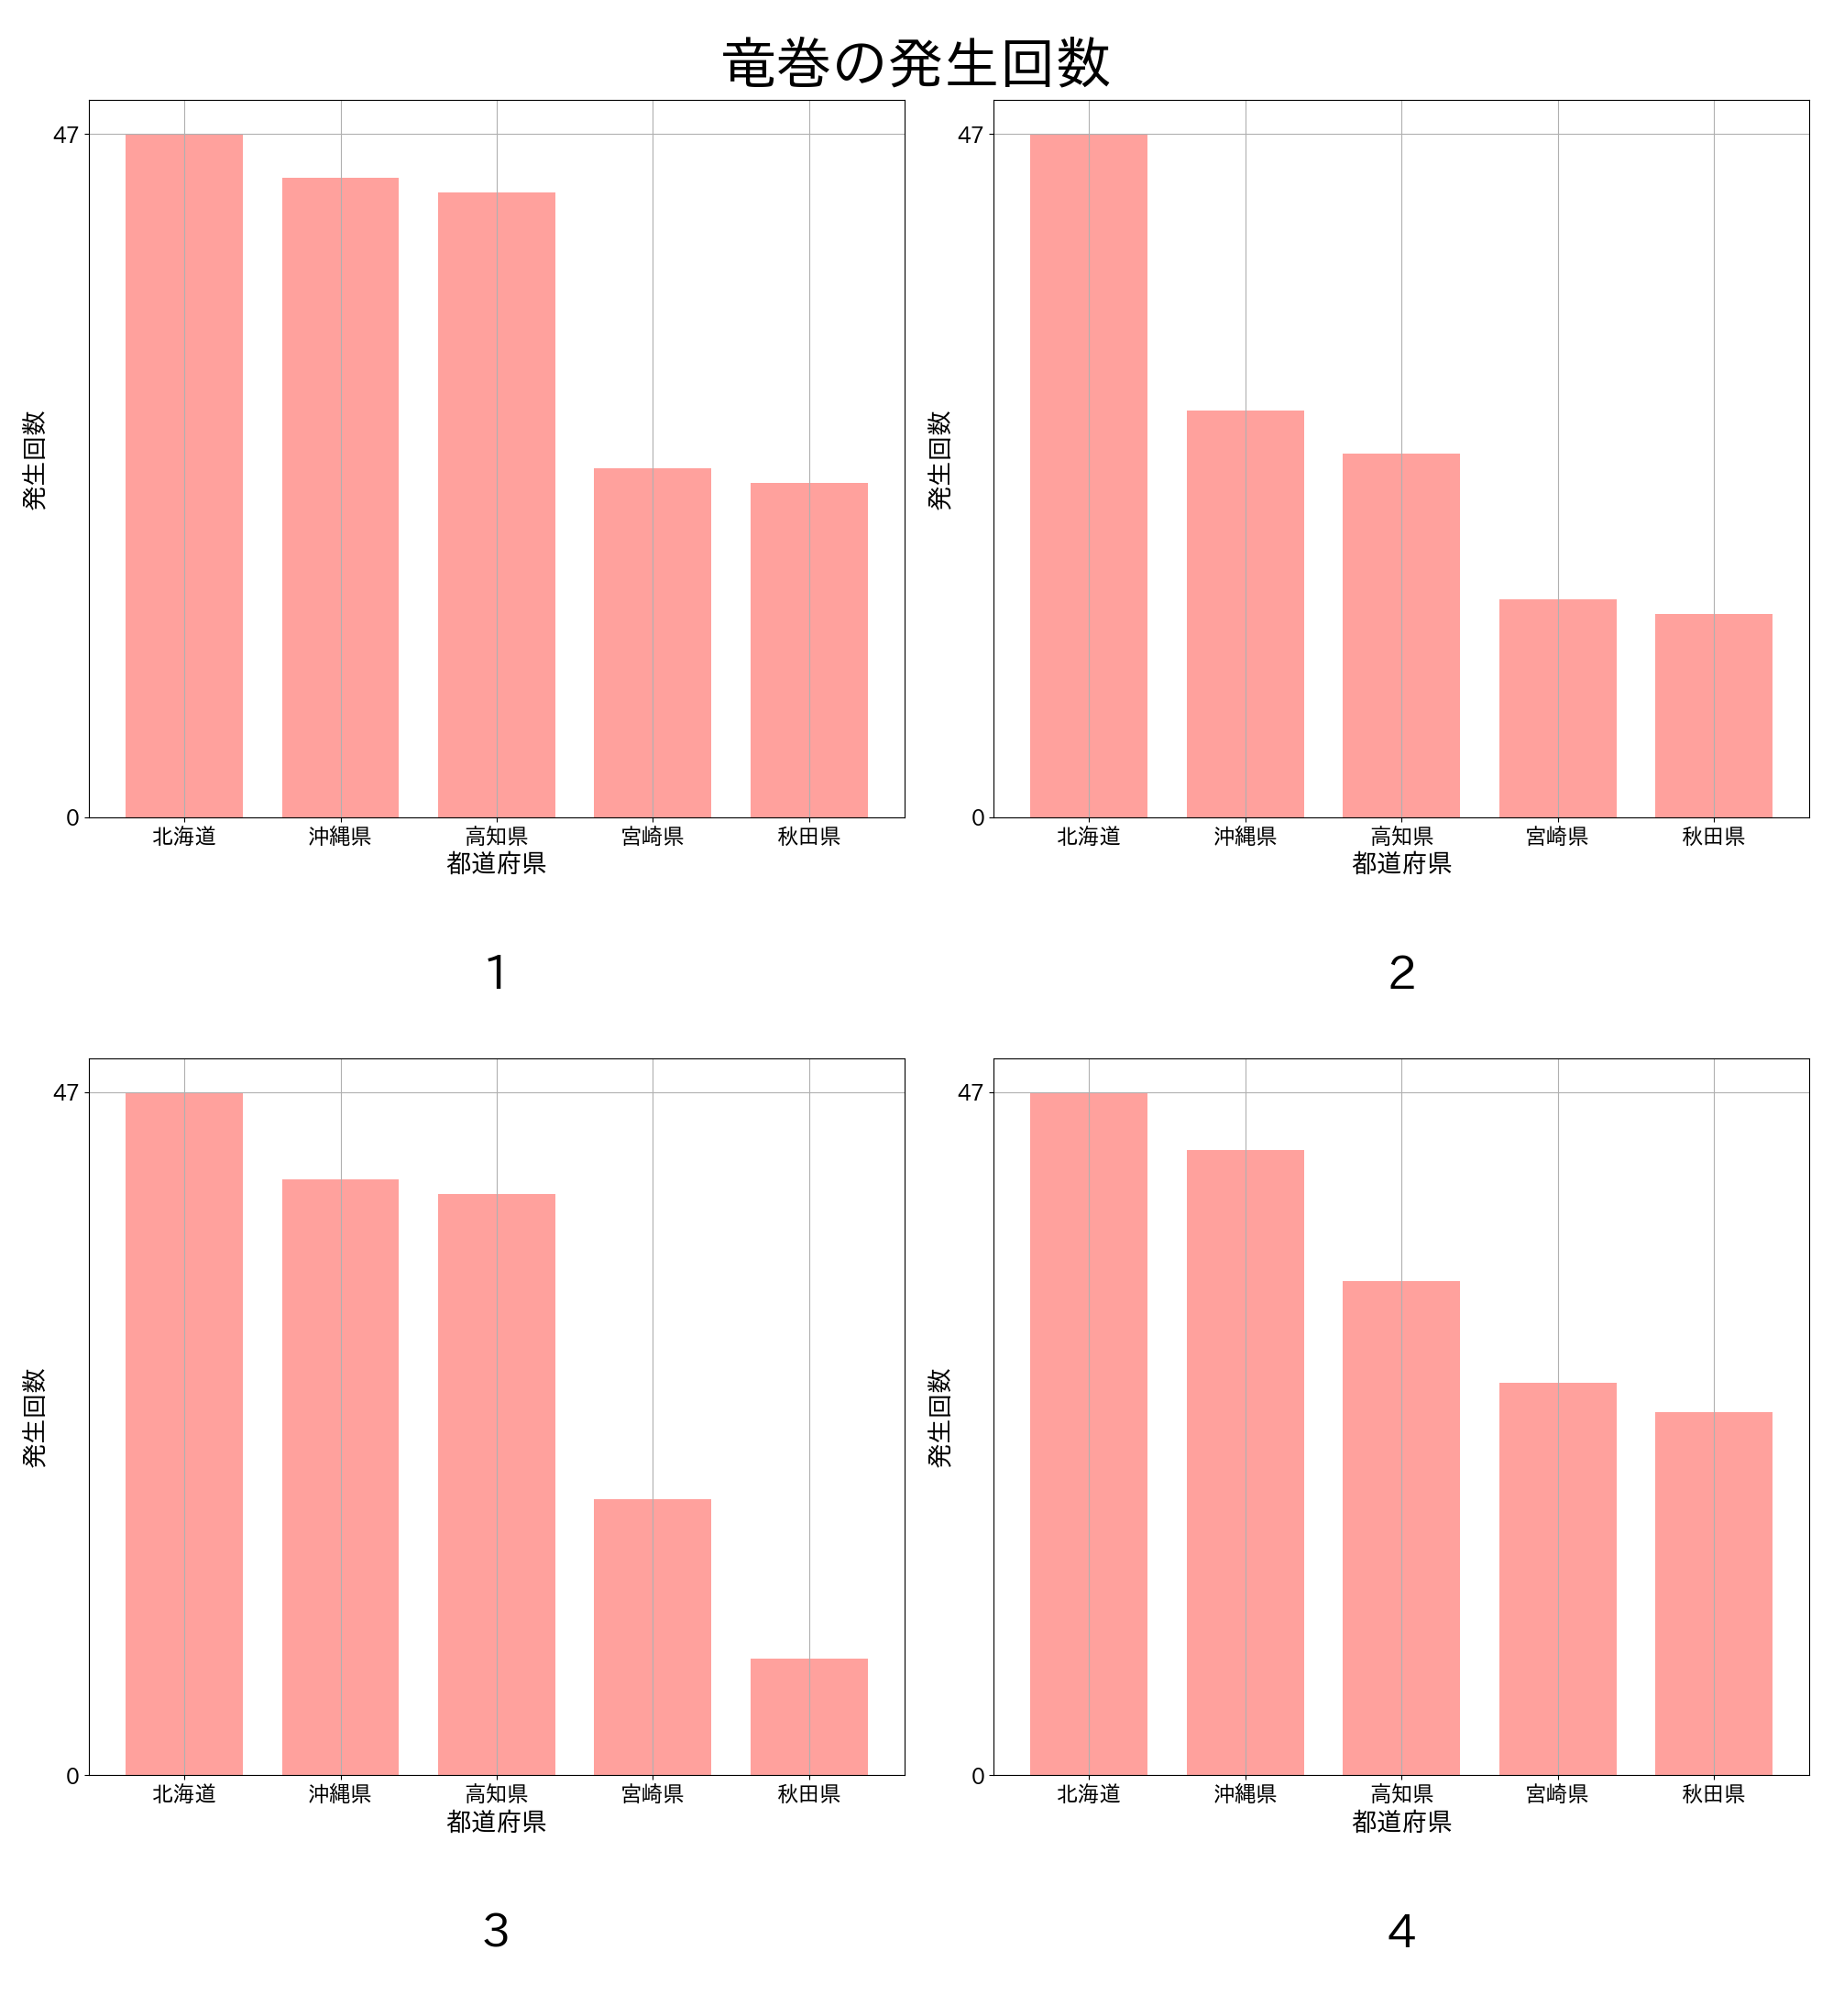 竜巻の発生回数
47
0
発生回数
北海道 沖縄県 高知県 宮崎県 秋田県
都道府県
1
47
0
発生回数
北海道 沖縄県 高知県 宮崎県 秋田県
都道府県
2
47
0
発生回数
北海道 沖縄県 高知県 宮崎県 秋田県
都道府県
3
47
0
発生回数
北海道 沖縄県 高知県 宮崎県 秋田県
都道府県
4